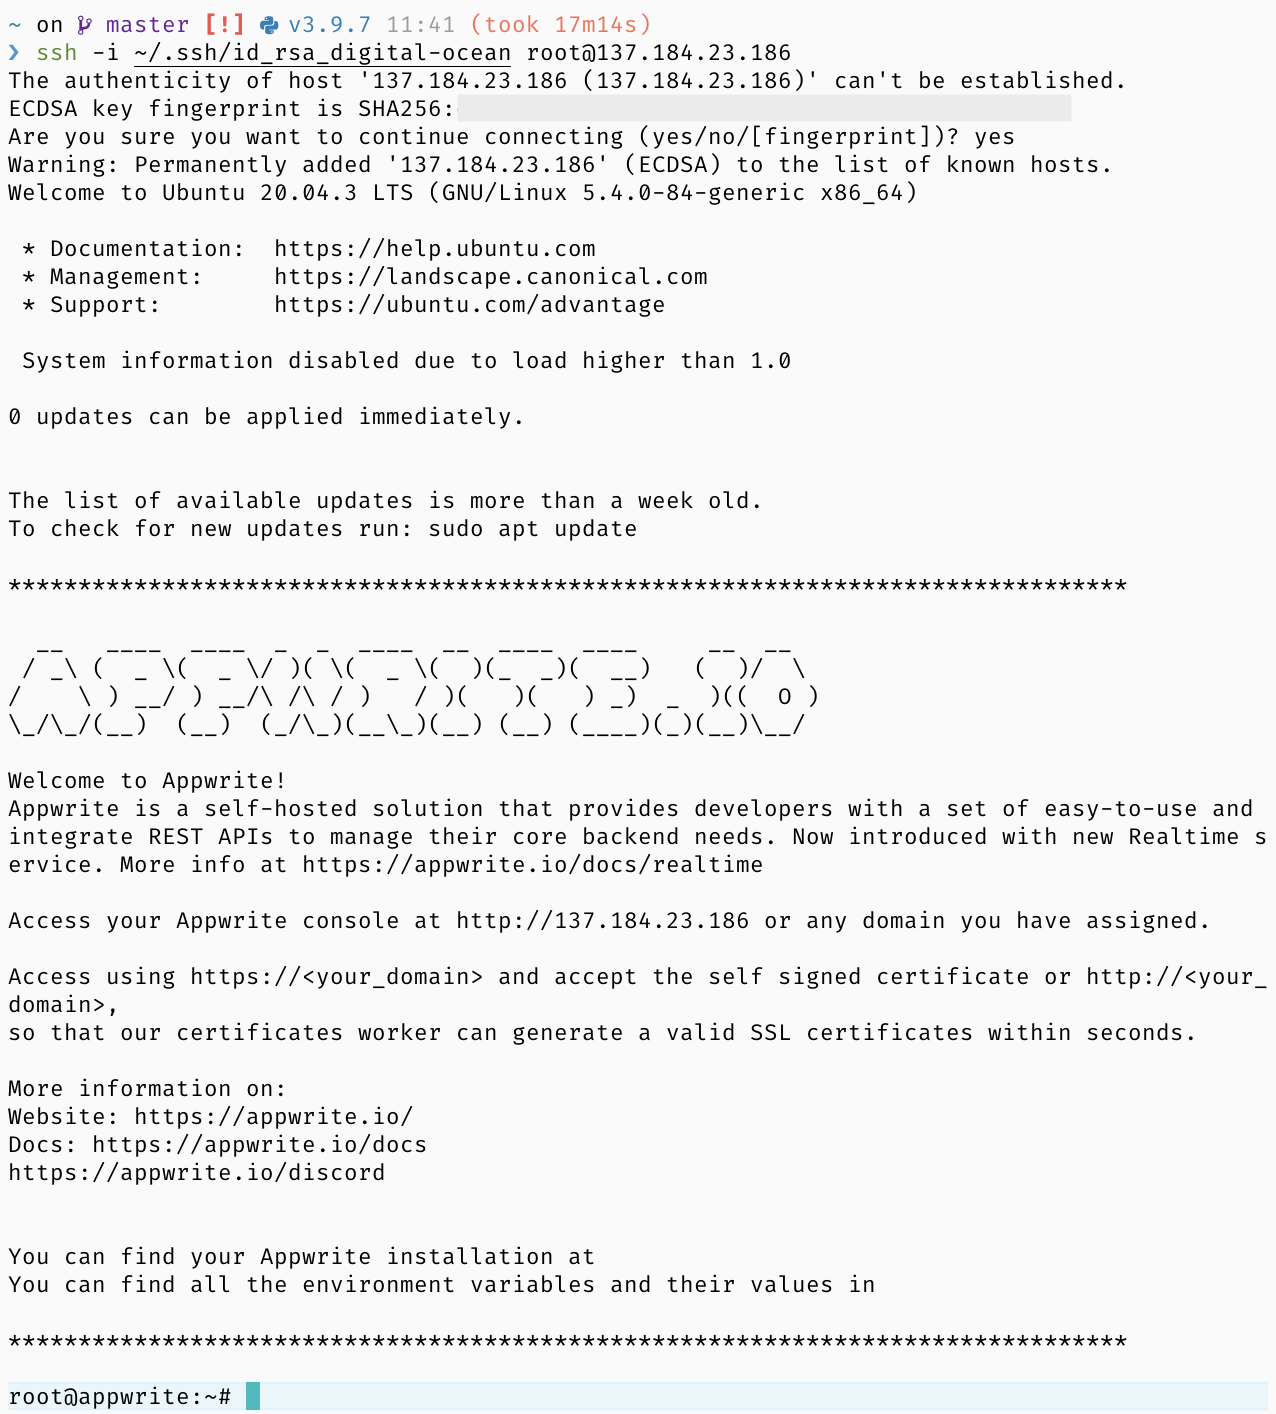 ~ on master [!] v3.9.7 11:41 (took 17m14s)
❯ ssh -i ~/.ssh/id_rsa_digital-ocean root@137.184.23.186
The authenticity of host '137.184.23.186 (137.184.23.186)' can't be established.
ECDSA key fingerprint is SHA256:
Are you sure you want to continue connecting (yes/no/[fingerprint])? yes
Warning: Permanently added '137.184.23.186' (ECDSA) to the list of known hosts.
Welcome to Ubuntu 20.04.3 LTS (GNU/Linux 5.4.0-84-generic x86_64)

 * Documentation:  https://help.ubuntu.com
 * Management:     https://landscape.canonical.com
 * Support:        https://ubuntu.com/advantage

 System information disabled due to load higher than 1.0

0 updates can be applied immediately.


The list of available updates is more than a week old.
To check for new updates run: sudo apt update

********************************************************************************

  __   ____  ____  _  _  ____  __  ____  ____     __  __
 / _\ (  _ \(  _ \/ )( \(  _ \(  )(_  _)(  __)   (  )/  \
/    \ ) __/ ) __/\ /\ / )   / )(   )(   ) _)  _  )((  O )
\_/\_/(__)  (__)  (_/\_)(__\_)(__) (__) (____)(_)(__)\__/

Welcome to Appwrite!
Appwrite is a self-hosted solution that provides developers with a set of easy-to-use and
integrate REST APIs to manage their core backend needs. Now introduced with new Realtime s
ervice. More info at https://appwrite.io/docs/realtime

Access your Appwrite console at http://137.184.23.186 or any domain you have assigned.

Access using https://<your_domain> and accept the self signed certificate or http://<your_
domain>,
so that our certificates worker can generate a valid SSL certificates within seconds.

More information on:
Website: https://appwrite.io/
Docs: https://appwrite.io/docs
https://appwrite.io/discord


You can find your Appwrite installation at
You can find all the environment variables and their values in

********************************************************************************

root@appwrite:~#